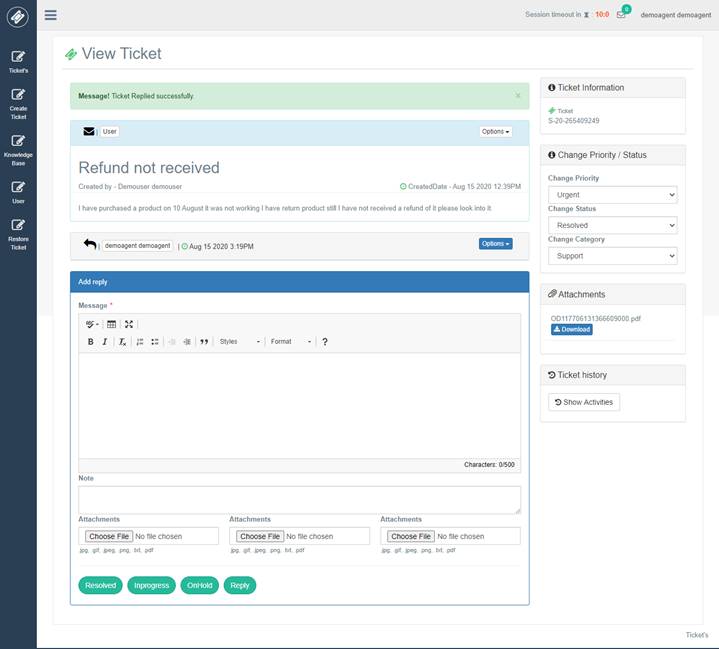 Session timeout in : 10:0
0
demoagent demoagent
Ticket's
Create
Ticket
Knowledge
Base
User
Restore
Ticket
View Ticket
Message! Ticket Replied successfully.
×
| User
Options
Refund not received
Created by - Demouser demouser
CreatedDate - Aug 15 2020 12:39PM
I have purchased a product on 10 August It was not working I have return product still I have not received a refund of it please look into it
| demoagent demoagent | Aug 15 2020 3:19PM
Options
Add reply
Message *
ABC
B I Tx Styles Format ?
Characters: 0/500
Note
Attachments Attachments Attachments
Choose File No file chosen Choose File No file chosen Choose File No file chosen
.jpg, .gif, .jpeg, .png, .txt, .pdf .jpg, .gif, .jpeg, .png, .txt, .pdf .jpg, .gif, .jpeg, .png, .txt, .pdf
Resolved Inprogress OnHold Reply
Ticket Information
Ticket
S-20-255409249
Change Priority / Status
Change Priority
Urgent
Change Status
Resolved
Change Category
Support
Attachments
OD117706131366609000.pdf
Download
Ticket history
Show Activities
Ticket's